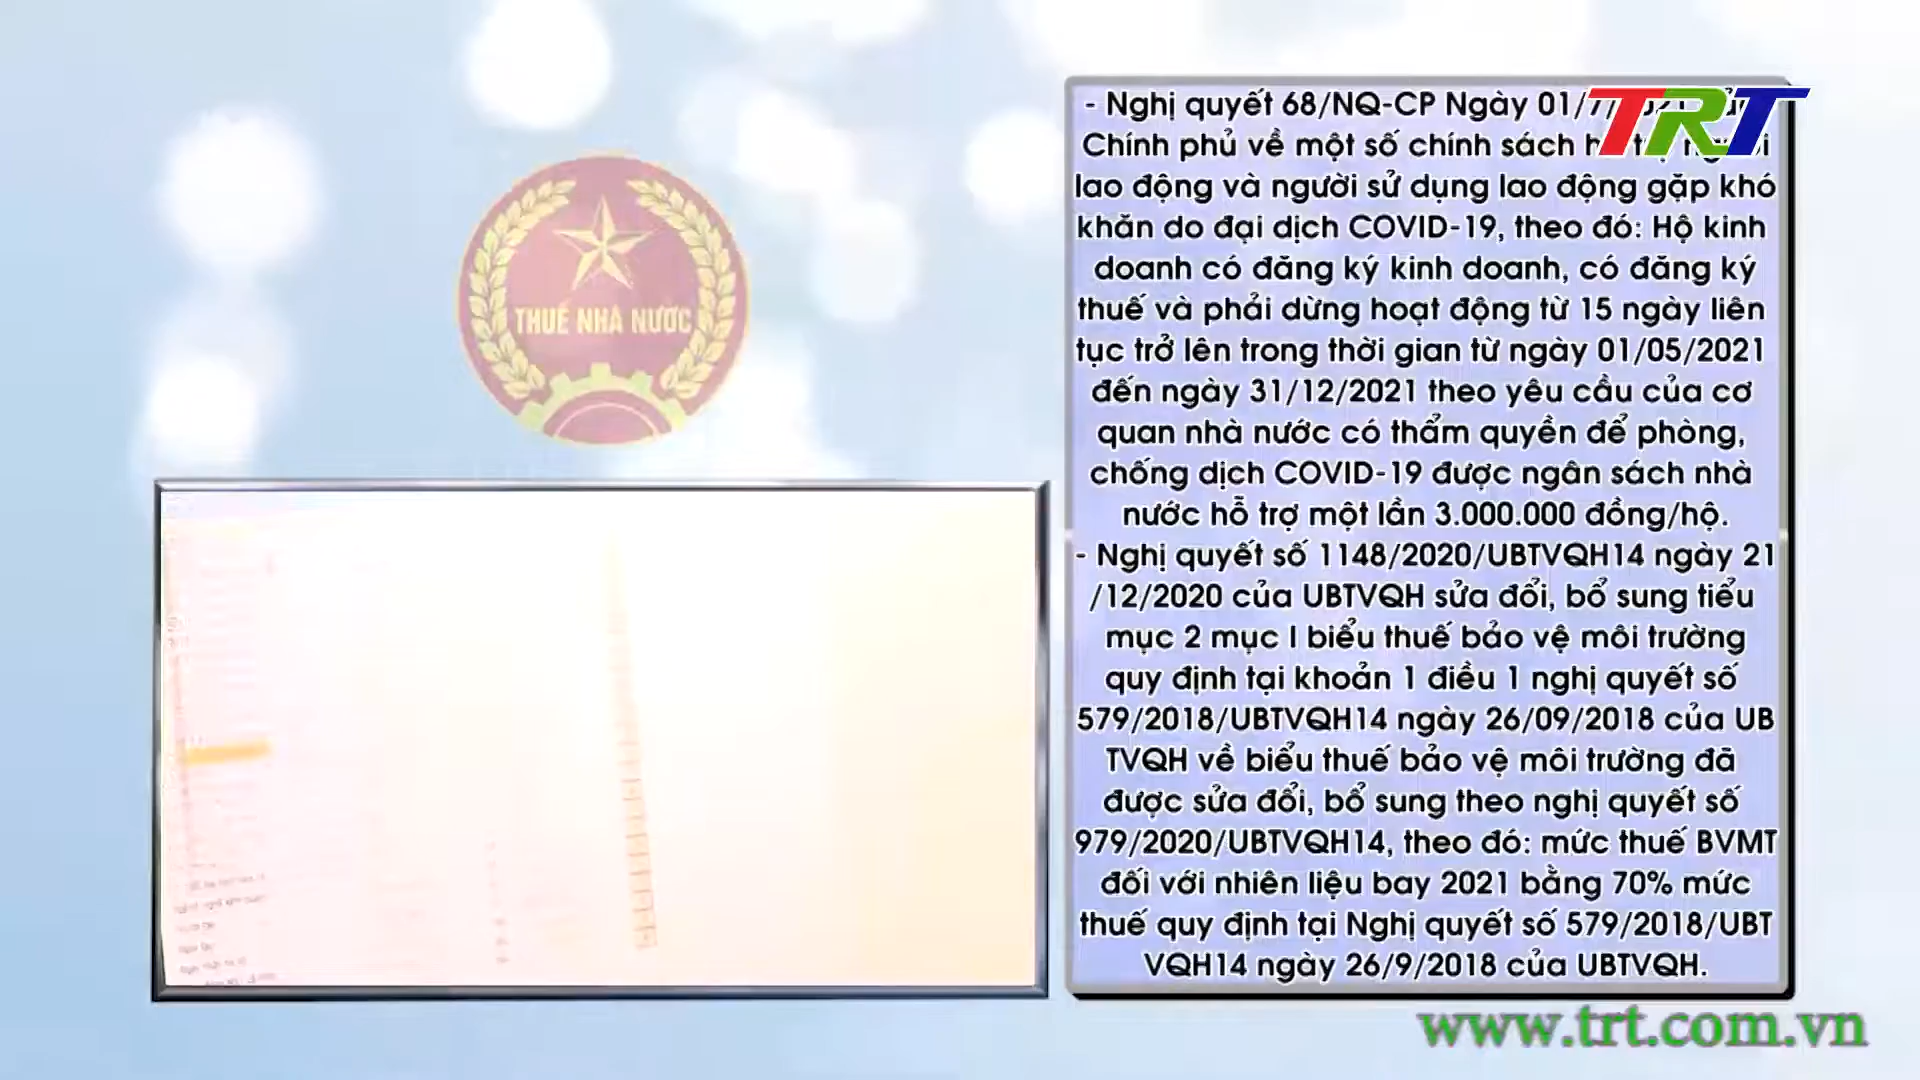 THUẾ NHÀ NƯỚC
- Nghị quyết 68/NQ-CP Ngày 01/7/
TRT
Chính phủ về một số chính sách
lao động và người sử dụng lao động gặp khó
khăn do đại dịch COVID-19, theo đó: Hộ kinh
doanh có đăng ký kinh doanh, có đăng ký
thuế và phải dừng hoạt động từ 15 ngày liên
tục trở lên trong thời gian từ ngày 01/05/2021
đến ngày 31/12/2021 theo yêu cầu của cơ
quan nhà nước có thẩm quyền để phòng,
chống dịch COVID-19 được ngân sách nhà
nước hỗ trợ một lần 3.000.000 đồng/hộ.
- Nghị quyết số 1148/2020/UBTVQH14 ngày 21
/12/2020 của UBTVQH sửa đổi, bổ sung tiểu
mục 2 mục I biểu thuế bảo vệ môi trường
quy định tại khoản 1 điều 1 nghị quyết số
579/2018/UBTVQH14 ngày 26/09/2018 của UB
TVQH về biểu thuế bảo vệ môi trường đã
được sửa đổi, bổ sung theo nghị quyết số
979/2020/UBTVQH14, theo đó: mức thuế BVMT
đối với nhiên liệu bay 2021 bằng 70% mức
thuế quy định tại Nghị quyết số 579/2018/UBT
VQH14 ngày 26/9/2018 của UBTVQH.
www.trt.com.vn